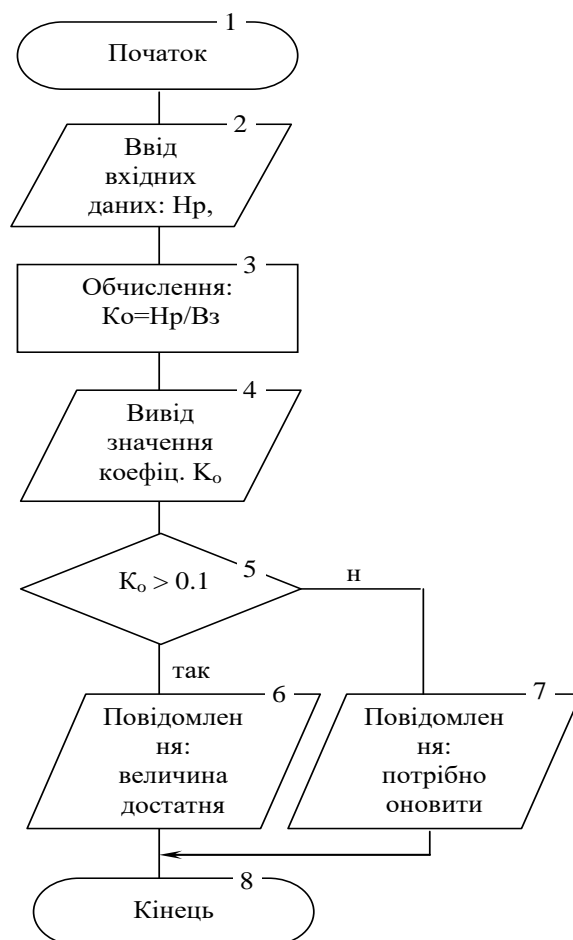 1
Початок
2
Ввід
вхідних
даних: Нр,
3
Обчислення:
Ко=Нр/Вз
4
Вивід
значення
коефіц. Kо
5
Ко > 0.1
н
так
6
Повідомлен
ня:
величина
достатня
7
Повідомлен
ня:
потрібно
оновити
8
Кінець